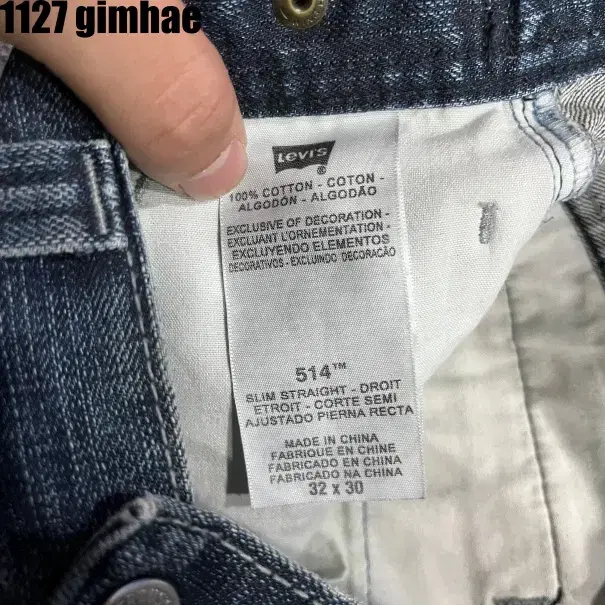 1127 gimhae
Levi's
®
100% COTTON - COTON -
ALGODÓN - ALGODÃO
EXCLUSIVE OF DECORATION -
EXCLUANT L'ORNEMENTATION -
EXCLUYENDO ELEMENTOS
DECORATIVOS - EXCLUINDO DECORAÇÃO
514™
SLIM STRAIGHT - DROIT
ETROIT - CORTE SEMI
AJUSTADO PIERNA RECTA
MADE IN CHINA
FABRIQUE EN CHINE
FABRICADO EN CHINA
FABRICADO NA CHINA
32 X 30